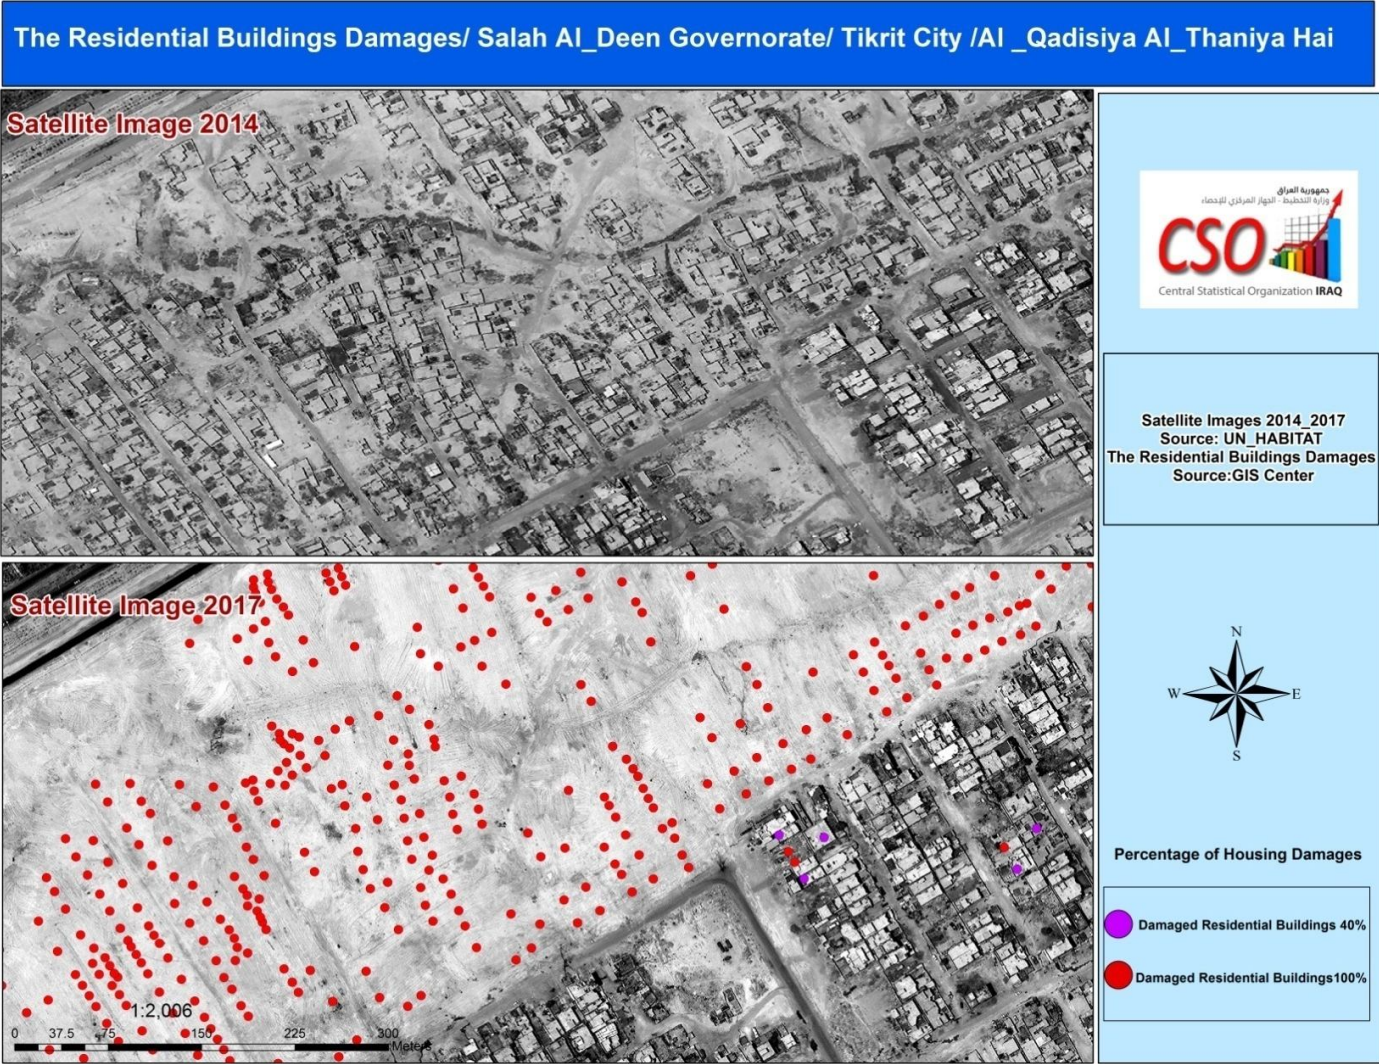 The Residential Buildings Damages/ Salah Al_Deen Governorate/ Tikrit City /Al _Qadisiya Al_Thaniya Hai
Satellite Image 2014
جمهورية العراق
وزارة التخطيط - الجهاز المركزي للإحصاء
CSO
Central Statistical Organization IRAQ
Satellite Images 2014_2017
Source: UN_HABITAT
The Residential Buildings Damages
Source:GIS Center
Satellite Image 2017
N
W E
S
Percentage of Housing Damages
Damaged Residential Buildings 40%
Damaged Residential Buildings100%
1:2,006
0 37.5 75 150 225 300
Meters